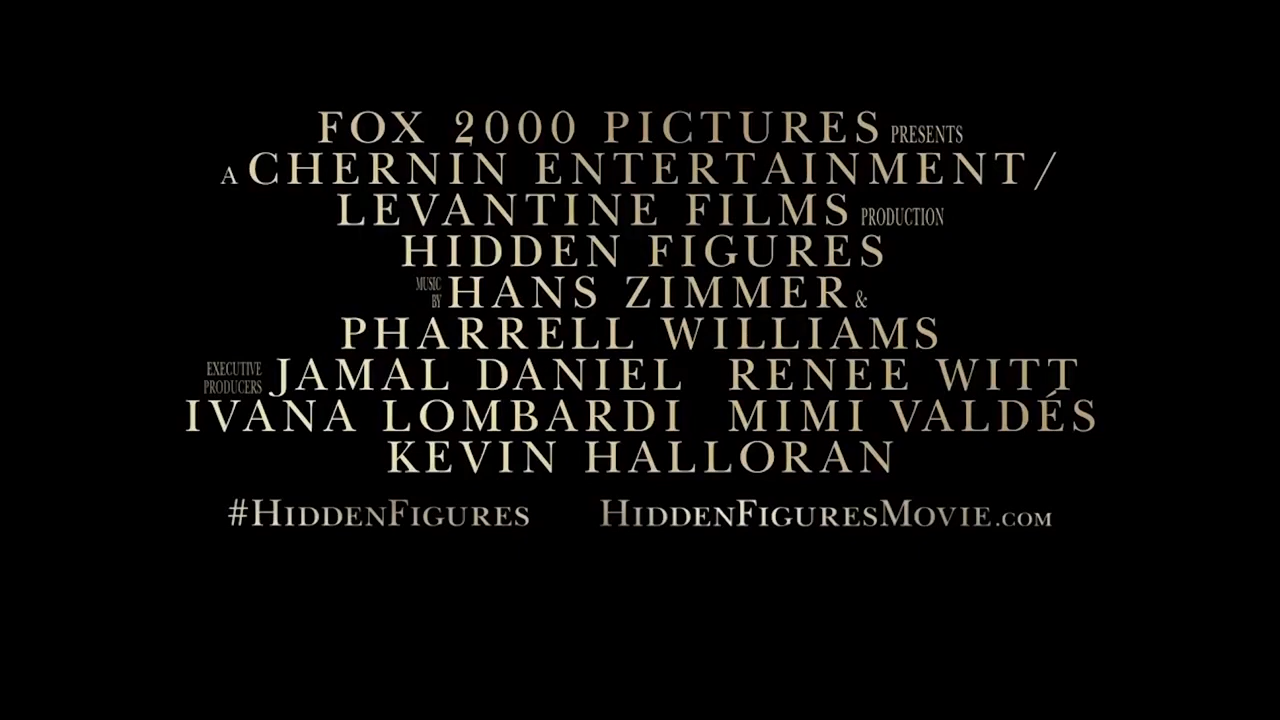 FOX 2000 PICTURES PRESENTS
A CHERNIN ENTERTAINMENT/
LEVANTINE FILMS PRODUCTION
HIDDEN FIGURES
MUSIC BY HANS ZIMMER &
PHARRELL WILLIAMS
EXECUTIVE PRODUCERS JAMAL DANIEL RENEE WITT
IVANA LOMBARDI MIMI VALDÉS
KEVIN HALLORAN
#HIDDENFIGURES HIDDENFIGURESMOVIE.COM